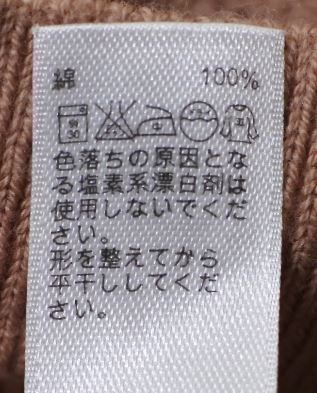 綿 100%
色落ちの原因とな
る塩素系漂白剤は
使用しないでくだ
さい。
形を整えてから
平干ししてくだ
さい。